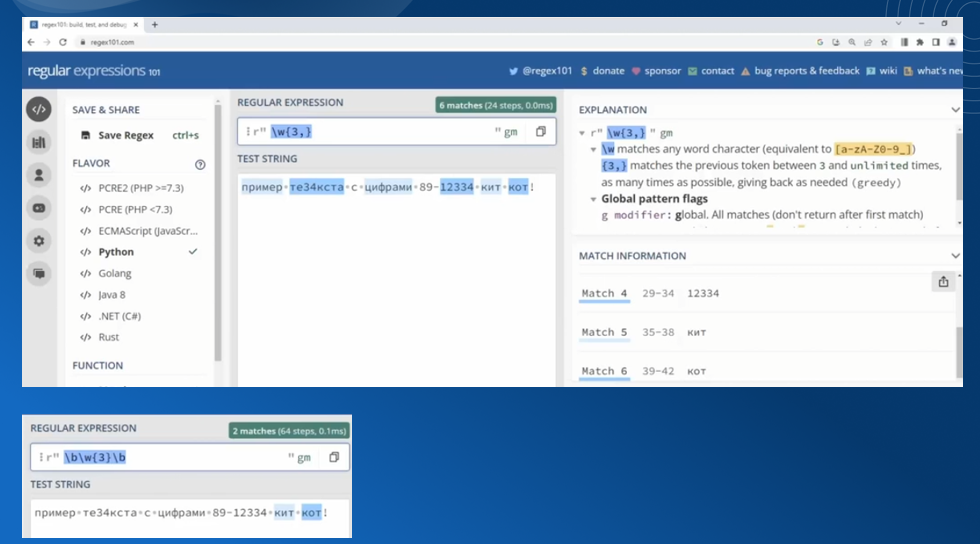 regex101: build, test, and debug
regex101.com
regular expressions 101
@regex101 $ donate sponsor contact bug reports & feedback wiki what's new
SAVE & SHARE
Save Regex ctrl+s
FLAVOR
</> PCRE2 (PHP >=7.3)
</> PCRE (PHP <7.3)
</> ECMAScript (JavaScr...
</> Python
</> Golang
</> Java 8
</> .NET (C#)
</> Rust
FUNCTION
REGULAR EXPRESSION
6 matches (24 steps, 0.0ms)
r" \w{3,} " gm
TEST STRING
пример те34кста с цифрами 89-12334 кит кот!
EXPLANATION
r" \w{3,} " gm
\w matches any word character (equivalent to [a-zA-Z0-9_])
{3,} matches the previous token between 3 and unlimited times,
as many times as possible, giving back as needed (greedy)
Global pattern flags
g modifier: global. All matches (don't return after first match)
MATCH INFORMATION
Match 4 29-34 12334
Match 5 35-38 кит
Match 6 39-42 кот
REGULAR EXPRESSION
2 matches (64 steps, 0.1ms)
r" \b\w{3}\b " gm
TEST STRING
пример те34кста с цифрами 89-12334 кит кот!